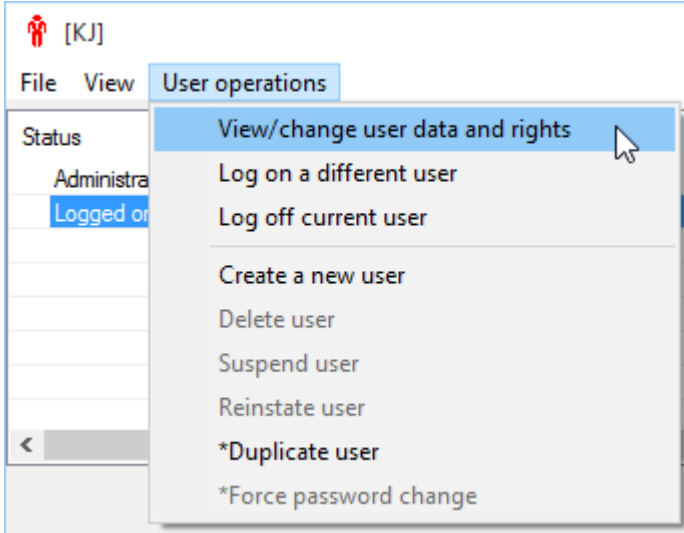 [KJ]
File View User operations
Status
View/change user data and rights
Log on a different user
Log off current user
Create a new user
Delete user
Suspend user
Reinstate user
*Duplicate user
*Force password change